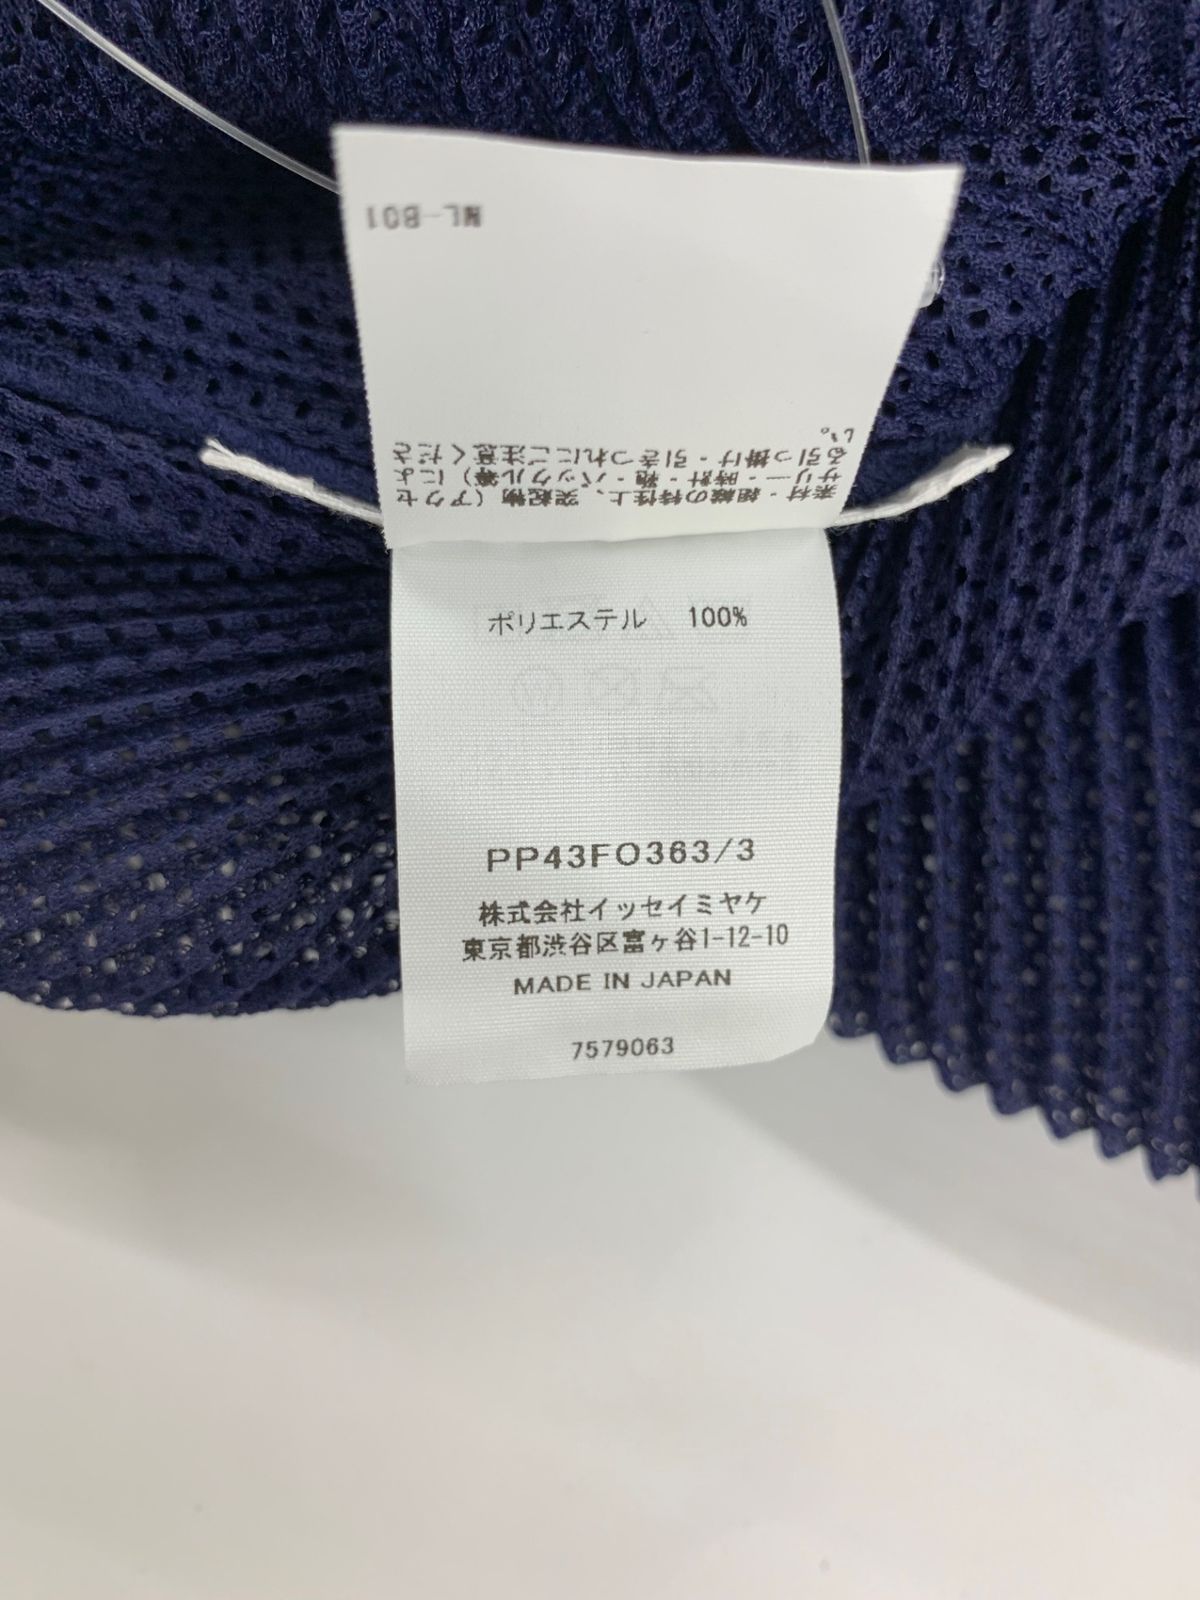 NL-B01
素材・組織の特性上、突起物（アクセ
サリー・時計・鞄・バックル等）によ
る引っ掛け・引きつれにご注意くださ
い。
ポリエステル 100%
PP43FO363/3
株式会社イッセイミヤケ
東京都渋谷区富ヶ谷1-12-10
MADE IN JAPAN
7579063